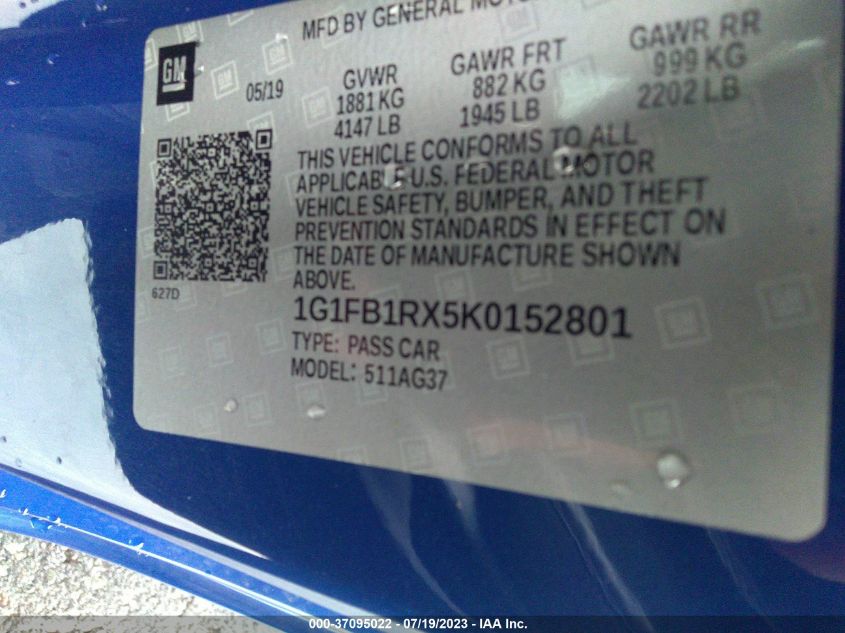 MFD BY GENERAL MOTOR
GM
05/19
GVWR
1881 KG
4147 LB
GAWR FRT
882 KG
1945 LB
GAWR RR
999 KG
2202 LB
THIS VEHICLE CONFORMS TO ALL
APPLICABLE U.S. FEDERAL MOTOR
VEHICLE SAFETY, BUMPER, AND THEFT
PREVENTION STANDARDS IN EFFECT ON
THE DATE OF MANUFACTURE SHOWN
ABOVE.
627D
1G1FB1RX5K0152801
TYPE: PASS CAR
MODEL: 511AG37
000-37095022 - 07/19/2023 - IAA Inc.